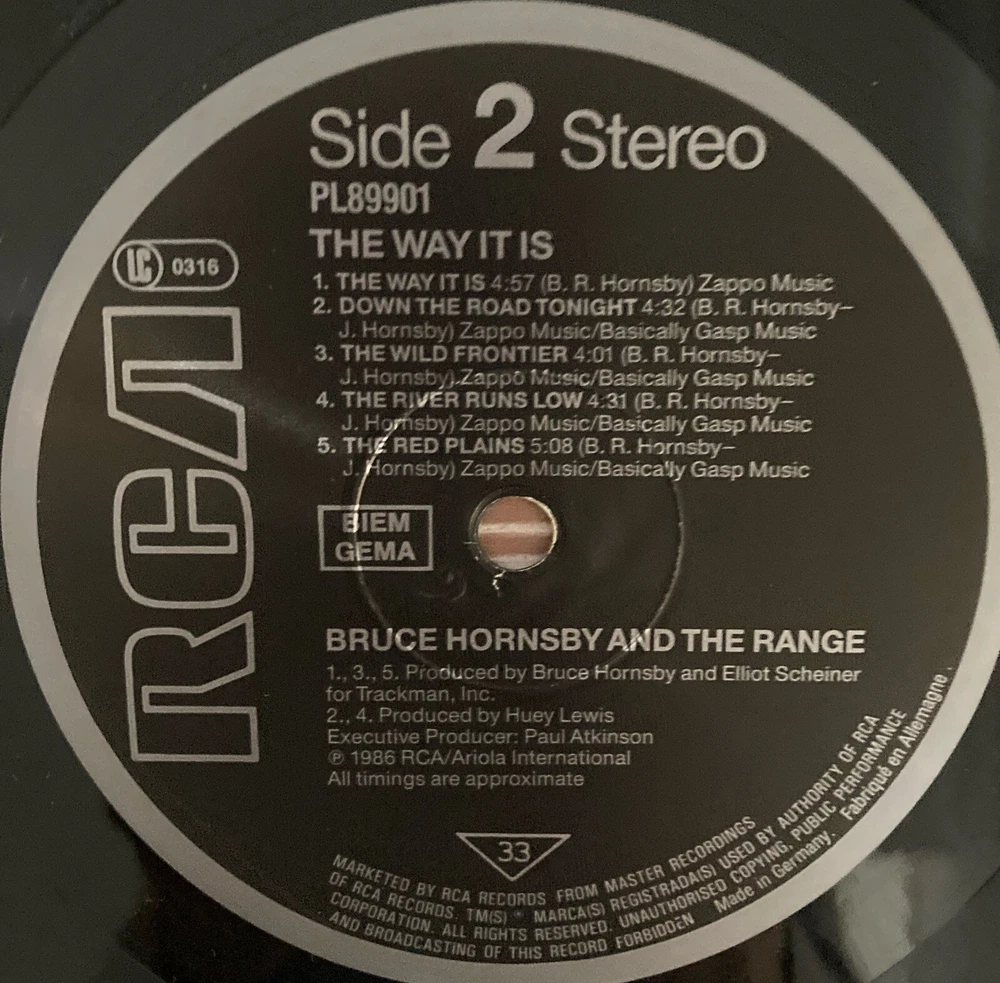 Side 2 Stereo
PL89901
THE WAY IT IS
1. THE WAY IT IS 4:57 (B. R. Hornsby) Zappo Music
2. DOWN THE ROAD TONIGHT 4:32 (B. R. Hornsby–
J. Hornsby) Zappo Music/Basically Gasp Music
3. THE WILD FRONTIER 4:01 (B. R. Hornsby–
J. Hornsby) Zappo Music/Basically Gasp Music
4. THE RIVER RUNS LOW 4:31 (B. R. Hornsby–
J. Hornsby) Zappo Music/Basically Gasp Music
5. THE RED PLAINS 5:08 (B. R. Hornsby–
J. Hornsby) Zappo Music/Basically Gasp Music
LC 0316
RCA
BIEM
GEMA
BRUCE HORNSBY AND THE RANGE
1., 3., 5. Produced by Bruce Hornsby and Elliot Scheiner
for Trackman, Inc.
2., 4. Produced by Huey Lewis
Executive Producer: Paul Atkinson
℗ 1986 RCA/Ariola International
All timings are approximate
33
MARKETED BY RCA RECORDS FROM MASTER RECORDINGS
OF RCA RECORDS. TM(S) ® MARCA(S) REGISTRADA(S) USED BY AUTHORITY OF RCA
CORPORATION. ALL RIGHTS RESERVED. UNAUTHORISED COPYING, PUBLIC PERFORMANCE
AND BROADCASTING OF THIS RECORD FORBIDDEN Made in Germany. Fabriqué en Allemagne.